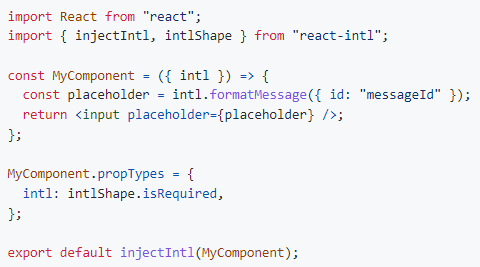 import React from "react";
import { injectIntl, intlShape } from "react-intl";

const MyComponent = ({ intl }) => {
  const placeholder = intl.formatMessage({ id: "messageId" });
  return <input placeholder={placeholder} />;
};

MyComponent.propTypes = {
  intl: intlShape.isRequired,
};

export default injectIntl(MyComponent);